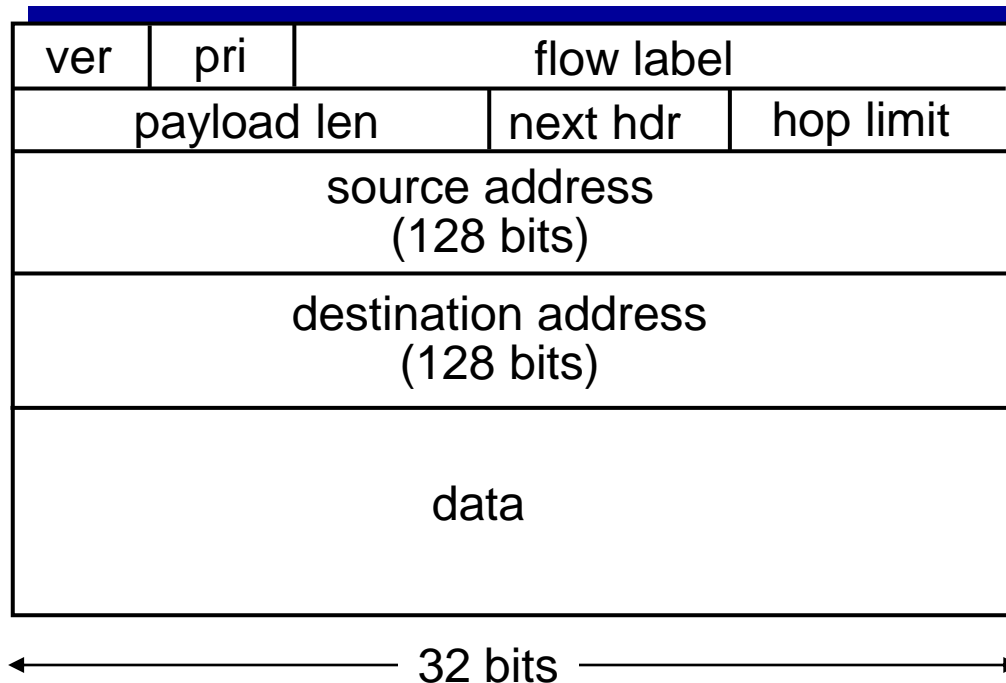 ver pri flow label
payload len next hdr hop limit
source address
(128 bits)
destination address
(128 bits)
data
32 bits